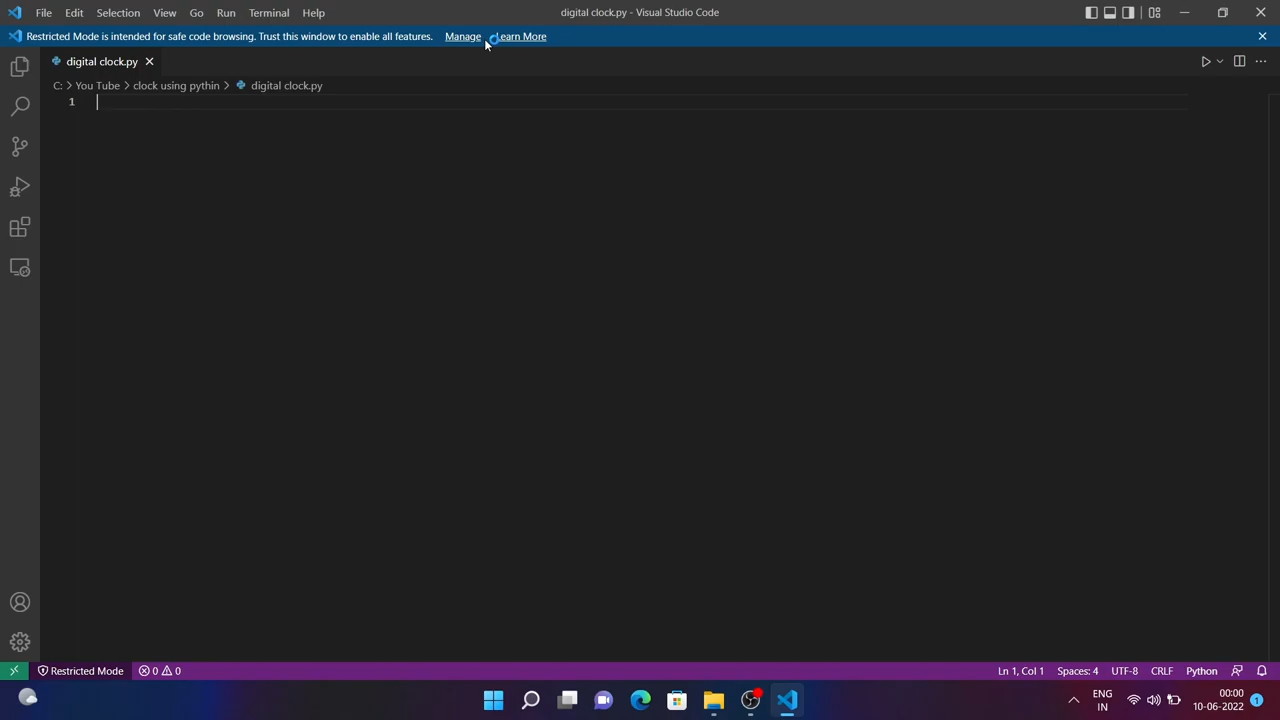 File Edit Selection View Go Run Terminal Help digital clock.py - Visual Studio Code
Restricted Mode is intended for safe code browsing. Trust this window to enable all features. Manage Learn More
digital clock.py
C: > You Tube > clock using pythin > digital clock.py
1
Restricted Mode 0 0 Ln 1, Col 1 Spaces: 4 UTF-8 CRLF Python
ENG 00:00
IN 10-06-2022 1